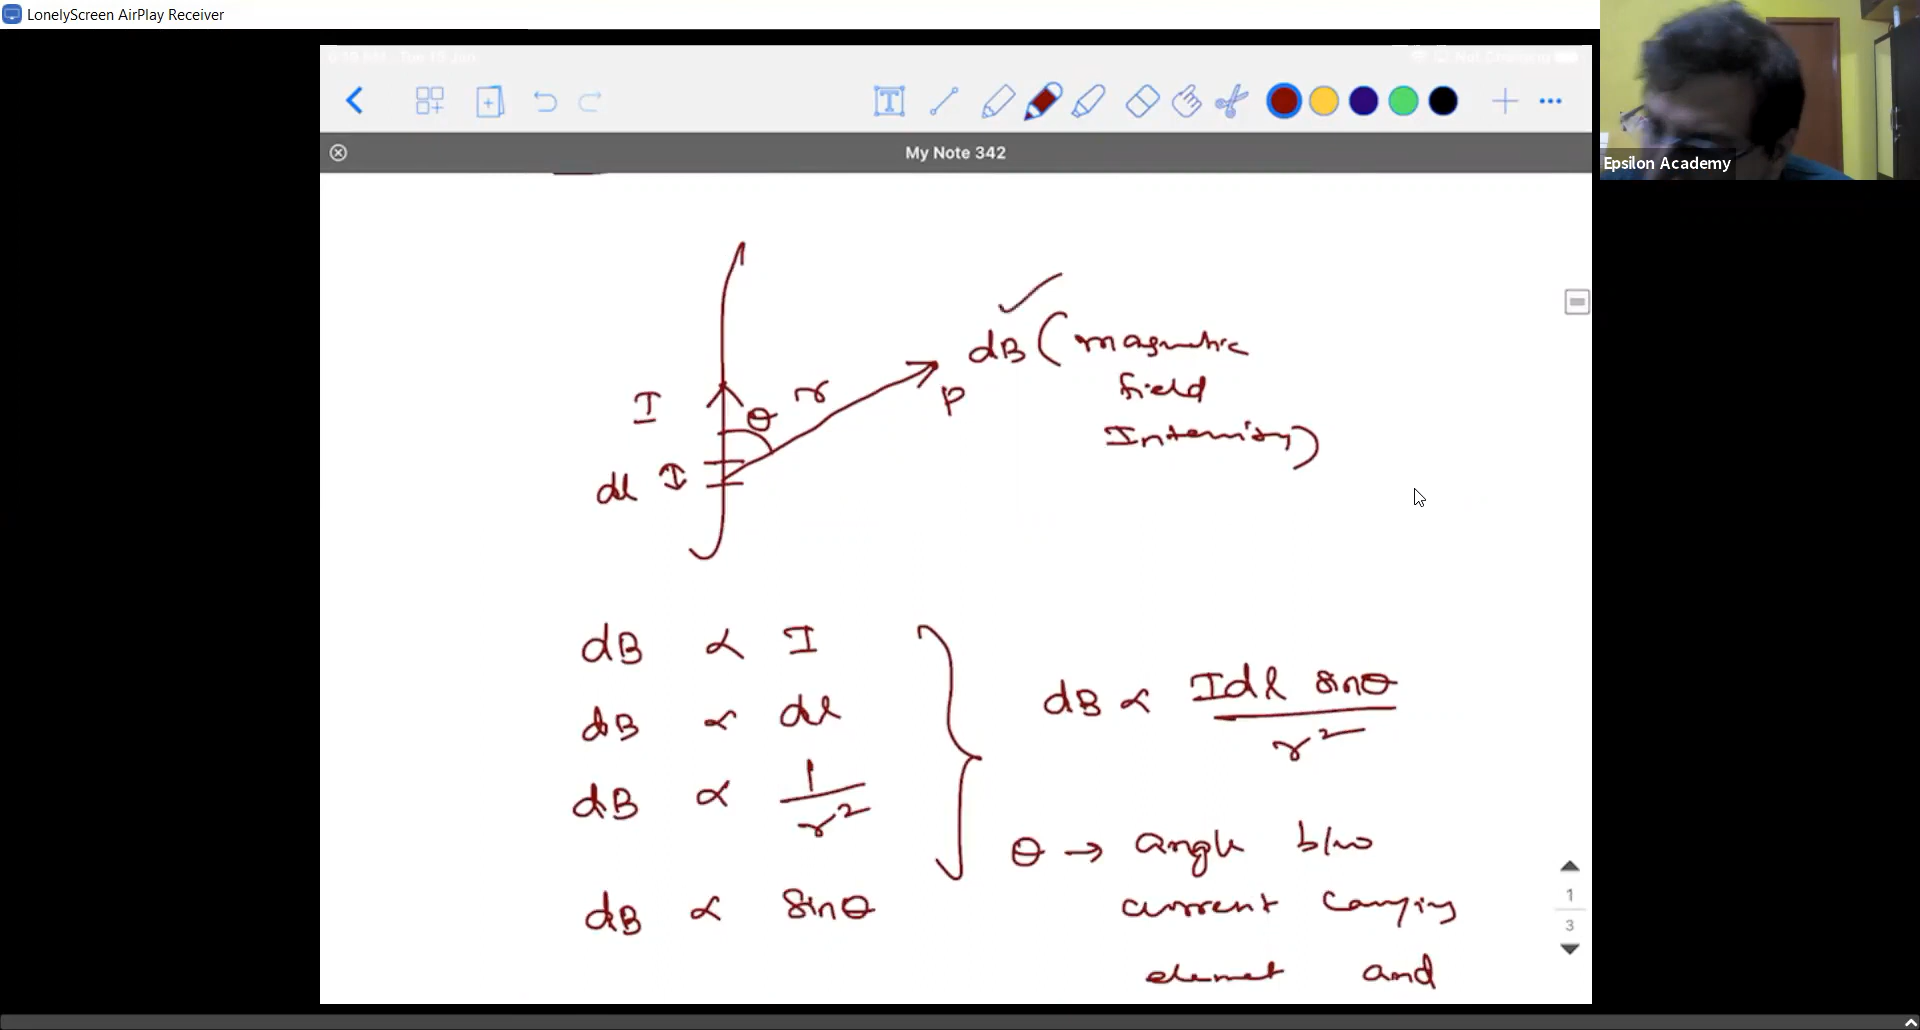 LonelyScreen AirPlay Receiver
T
My Note 342
Epsilon Academy
dB (magnetic
field
Intensity)
I
θ
r
P
dl
dB ∝ I
dB ∝ dl
dB ∝ 1/r²
dB ∝ sinθ
dB ∝ Idl sinθ / r²
θ → angle b/w
current carrying
element and
1
3